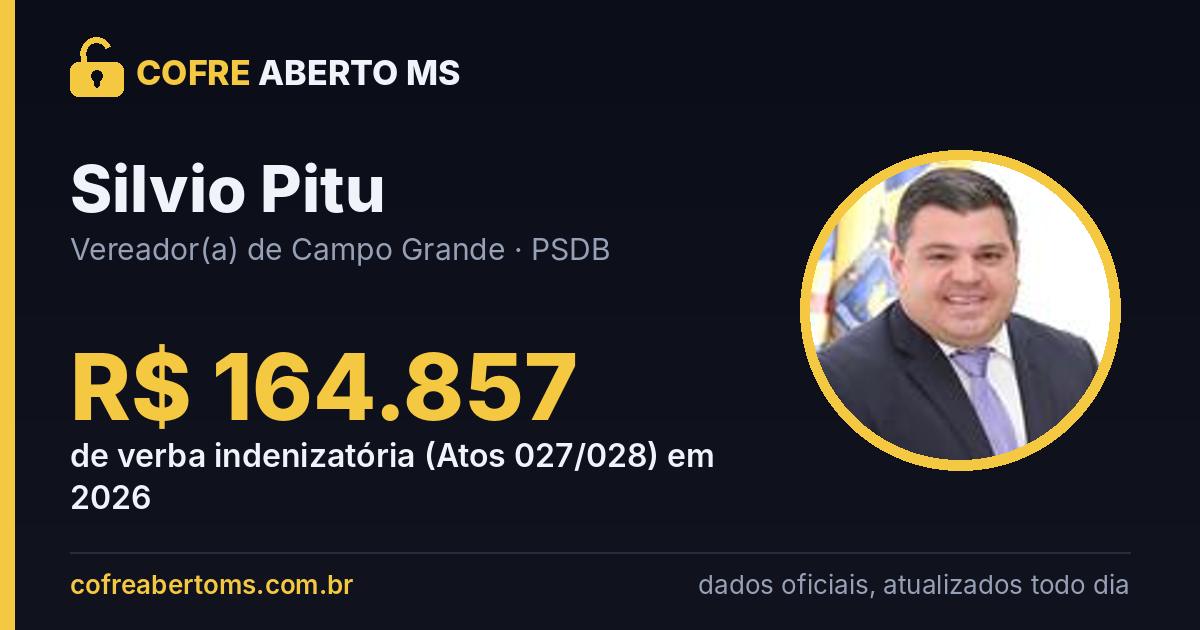 COFRE ABERTO MS
Silvio Pitu
Vereador(a) de Campo Grande · PSDB
R$ 164.857
de verba indenizatória (Atos 027/028) em
2026
cofreabertoms.com.br
dados oficiais, atualizados todo dia